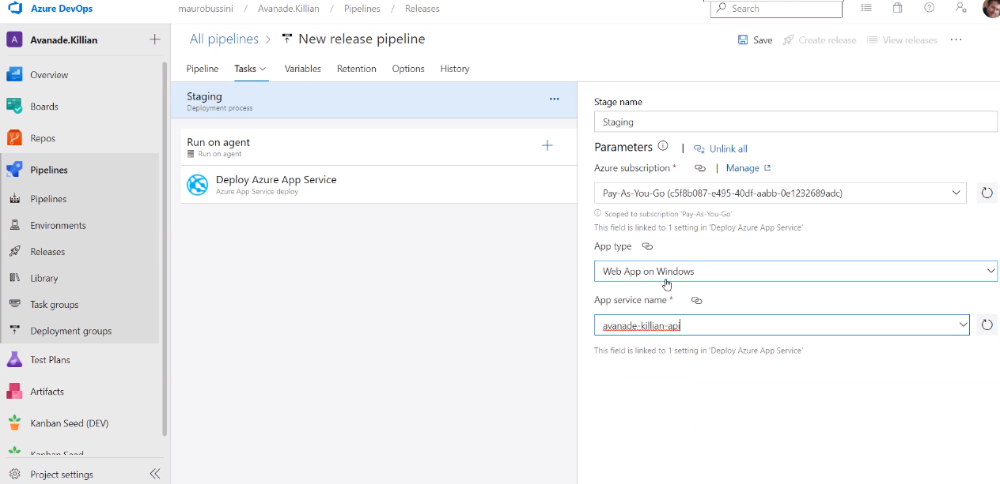 Azure DevOps
maurobussini / Avanade.Killian / Pipelines / Releases
Search
A Avanade.Killian
Overview
Boards
Repos
Pipelines
Pipelines
Environments
Releases
Library
Task groups
Deployment groups
Test Plans
Artifacts
Kanban Seed (DEV)
Kanban Seed
Project settings
All pipelines > New release pipeline
Save
Create release
View releases
Pipeline
Tasks
Variables
Retention
Options
History
Staging
Deployment process
Run on agent
Run on agent
Deploy Azure App Service
Azure App Service deploy
Stage name
Staging
Parameters | Unlink all
Azure subscription * | Manage
Pay-As-You-Go (c5f8b087-e495-40df-aabb-0e1232689adc)
Scoped to subscription 'Pay-As-You-Go'
This field is linked to 1 setting in 'Deploy Azure App Service'
App type
Web App on Windows
App service name *
avanade-killian-api
This field is linked to 1 setting in 'Deploy Azure App Service'